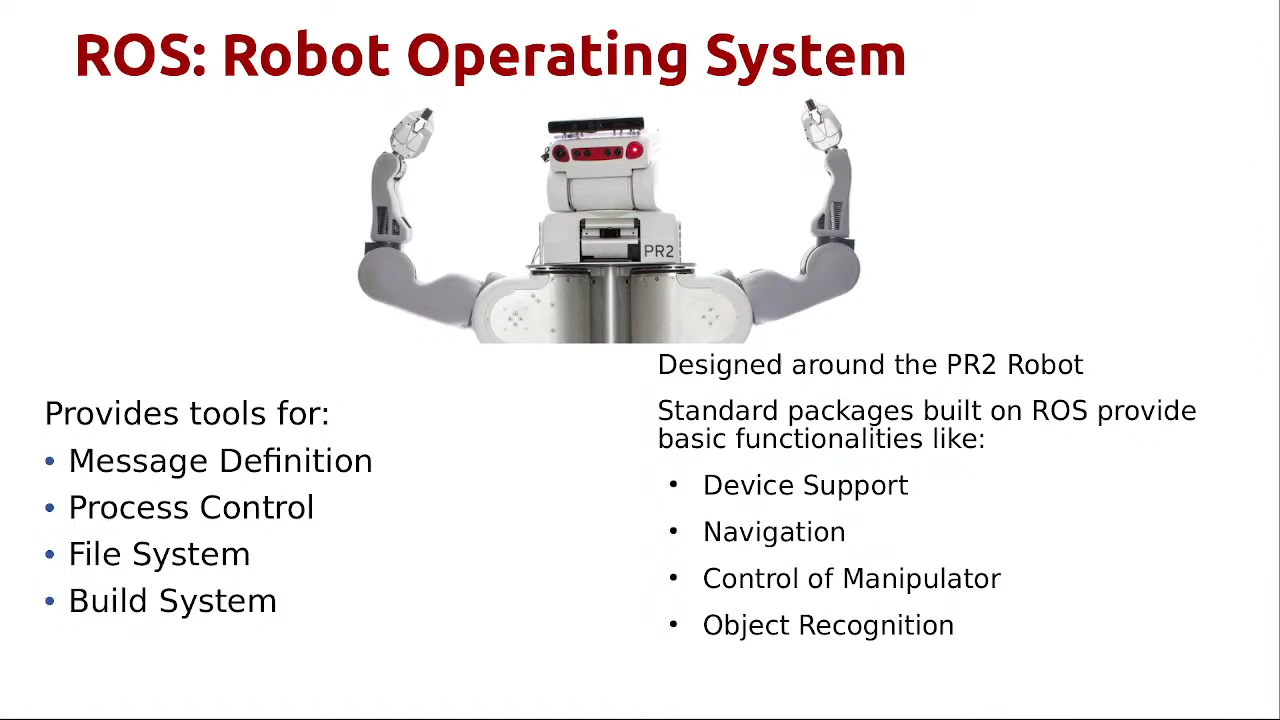 ROS: Robot Operating System
PR2
Provides tools for:
• Message Definition
• Process Control
• File System
• Build System
Designed around the PR2 Robot
Standard packages built on ROS provide
basic functionalities like:
• Device Support
• Navigation
• Control of Manipulator
• Object Recognition